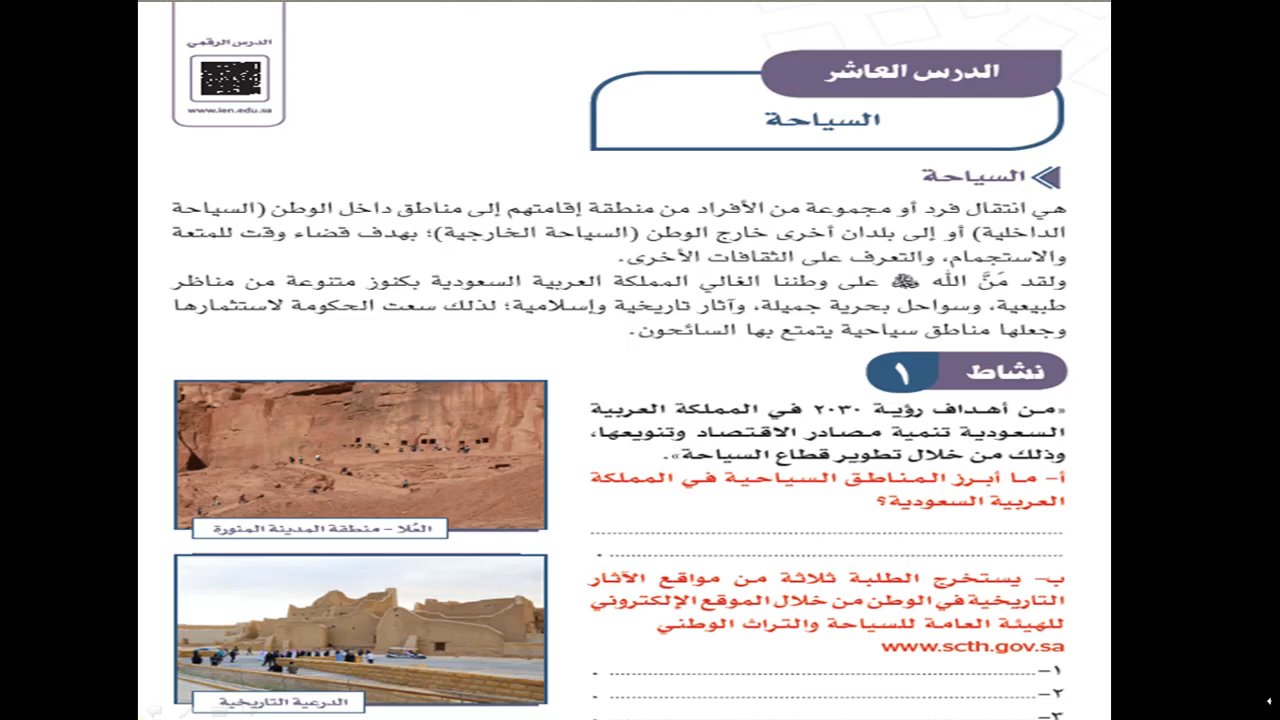 الدرس الرقمي
www.ien.edu.sa
الدرس العاشر
السياحة
السياحة
هي انتقال فرد أو مجموعة من الأفراد من منطقة إقامتهم إلى مناطق داخل الوطن (السياحة
الداخلية) أو إلى بلدان أخرى خارج الوطن (السياحة الخارجية)؛ بهدف قضاء وقت للمتعة
والاستجمام، والتعرف على الثقافات الأخرى.
ولقد مَنَّ الله ﷻ على وطننا الغالي المملكة العربية السعودية بكنوز متنوعة من مناظر
طبيعية، وسواحل بحرية جميلة، وآثار تاريخية وإسلامية؛ لذلك سعت الحكومة لاستثمارها
وجعلها مناطق سياحية يتمتع بها السائحون.
نشاط ١
«من أهداف رؤية ٢٠٣٠ في المملكة العربية
السعودية تنمية مصادر الاقتصاد وتنويعها،
وذلك من خلال تطوير قطاع السياحة».
أ- ما أبرز المناطق السياحية في المملكة
العربية السعودية؟
ب- يستخرج الطلبة ثلاثة من مواقع الآثار
التاريخية في الوطن من خلال الموقع الإلكتروني
للهيئة العامة للسياحة والتراث الوطني
www.scth.gov.sa
١-
٢-
٣-
العُلا - منطقة المدينة المنورة
الدرعية التاريخية